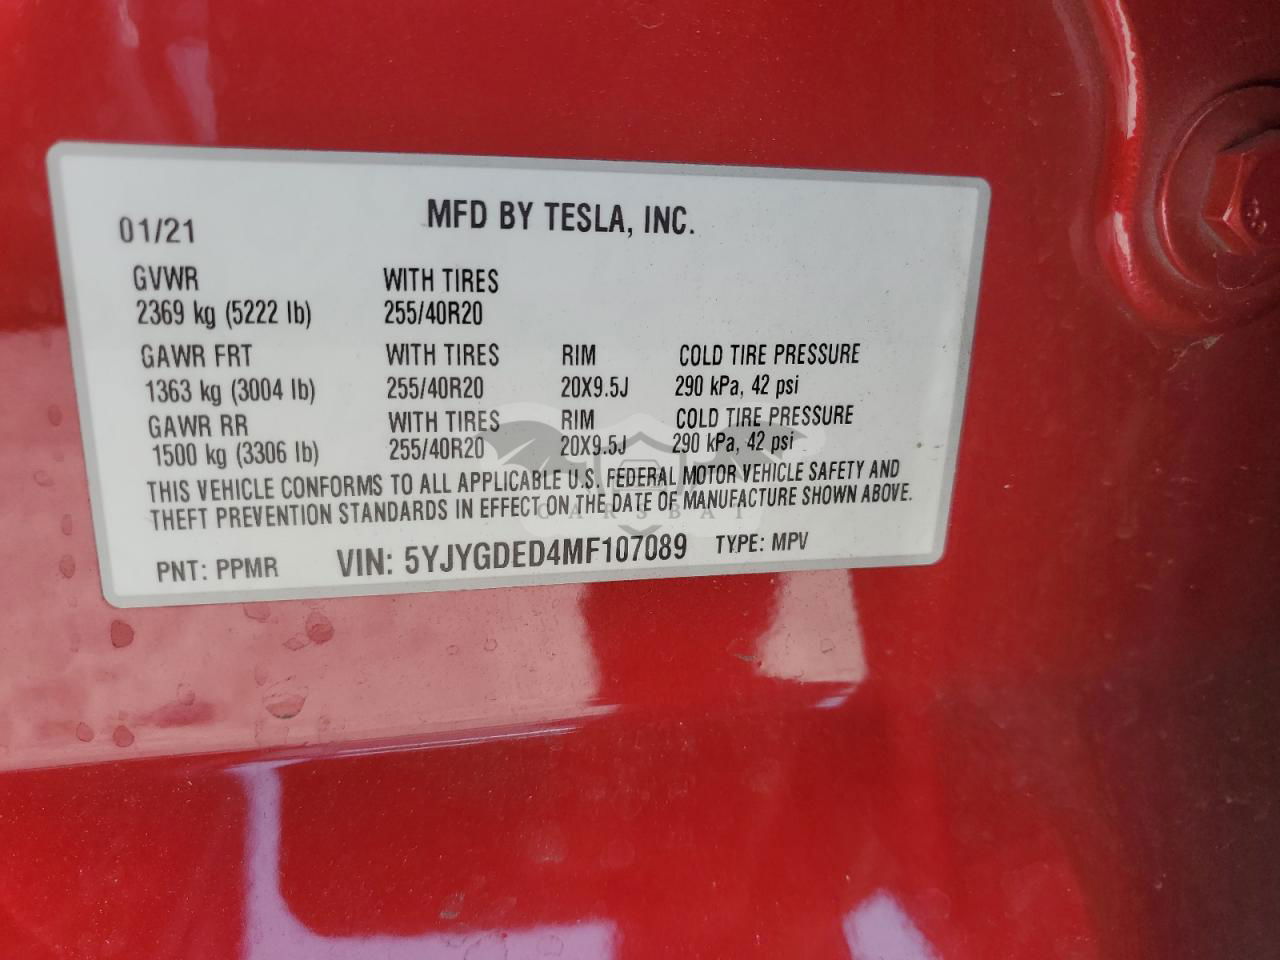 01/21 MFD BY TESLA, INC.
GVWR WITH TIRES
2369 kg (5222 lb) 255/40R20
GAWR FRT WITH TIRES RIM COLD TIRE PRESSURE
1363 kg (3004 lb) 255/40R20 20X9.5J 290 kPa, 42 psi
GAWR RR WITH TIRES RIM COLD TIRE PRESSURE
1500 kg (3306 lb) 255/40R20 20X9.5J 290 kPa, 42 psi
THIS VEHICLE CONFORMS TO ALL APPLICABLE U.S. FEDERAL MOTOR VEHICLE SAFETY AND
THEFT PREVENTION STANDARDS IN EFFECT ON THE DATE OF MANUFACTURE SHOWN ABOVE.
CARSBAT
PNT: PPMR VIN: 5YJYGDED4MF107089 TYPE: MPV